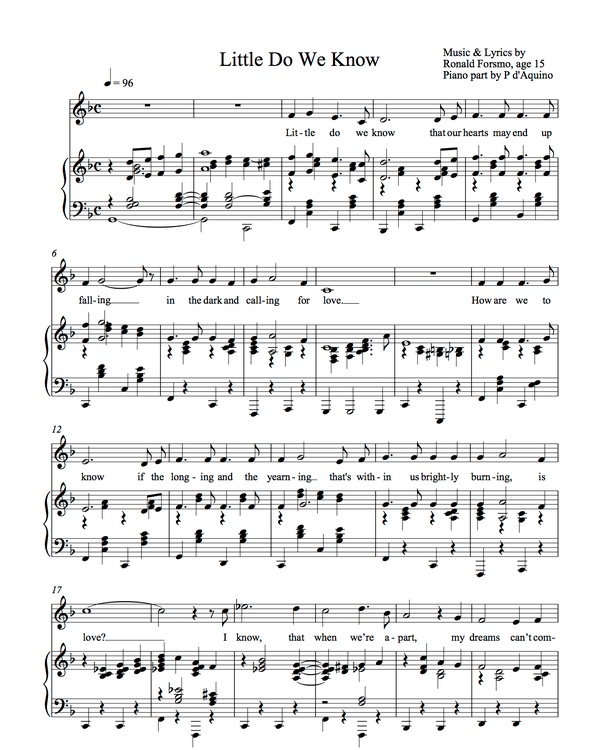 Little Do We Know
Music & Lyrics by
Ronald Forsmo, age 15
Piano part by P d'Aquino
= 96
Lit - tle do we know that our hearts may end up
6
fall - ing in the dark and call - ing for love. How are we to
12
know if the long - ing and the yearn - ing that's with - in us bright - ly burn - ing, is
17
love? I know, that when we're a - part, my dreams can't com-